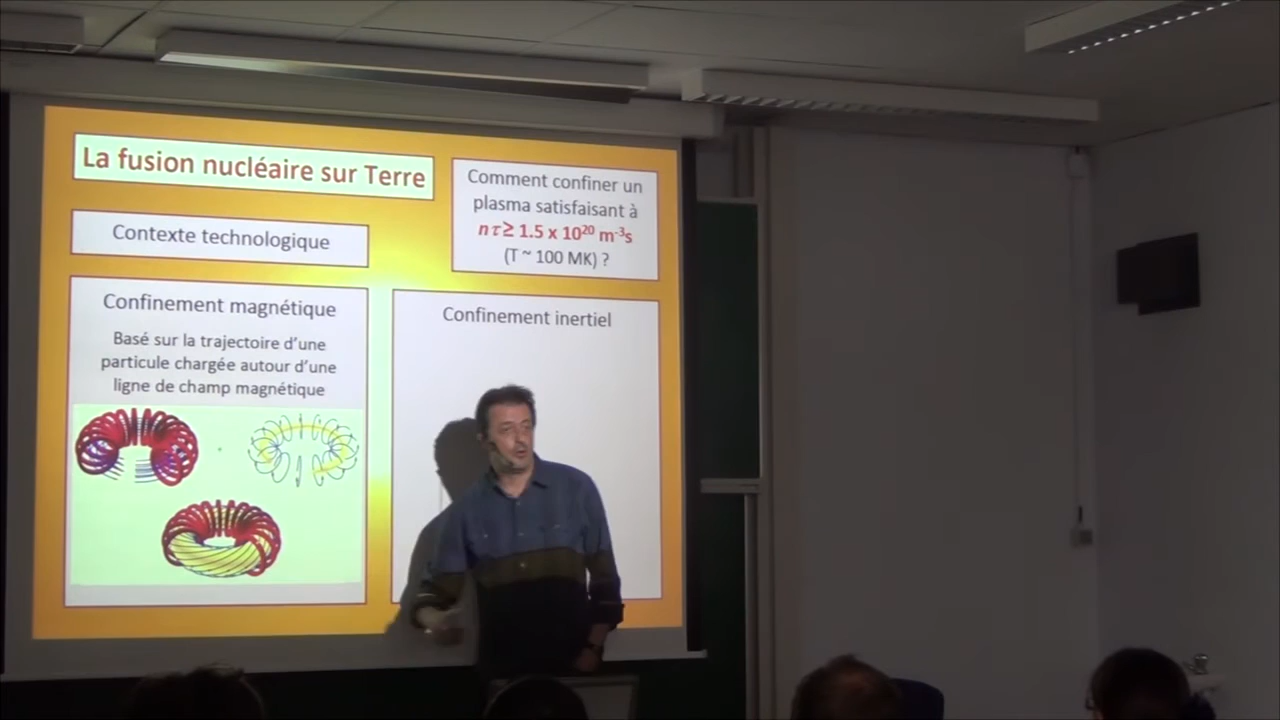 La fusion nucléaire sur Terre
Comment confiner un
plasma satisfaisant à
nτ≥ 1.5 x 10²⁰ m⁻³s
(T ~ 100 MK) ?
Contexte technologique
Confinement magnétique
Basé sur la trajectoire d’une
particule chargée autour d’une
ligne de champ magnétique
Confinement inertiel